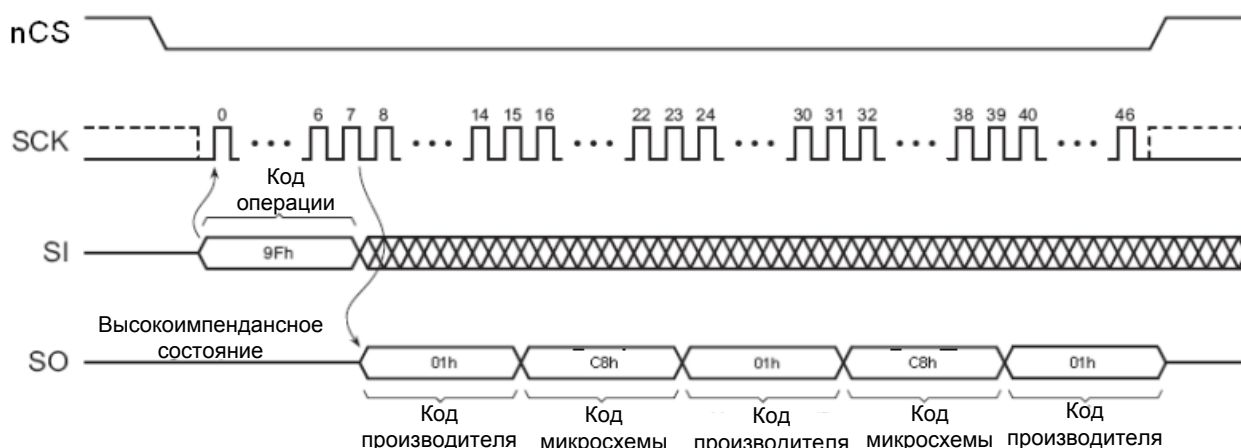 nCS
0 6 7 8 14 15 16 22 23 24 30 31 32 38 39 40 46
SCK
Код
операции
SI
9Fh
Высокоимпендансное
состояние
SO
01h C8h 01h C8h 01h
Код Код Код Код Код
производителя микросхемы производителя микросхемы производителя